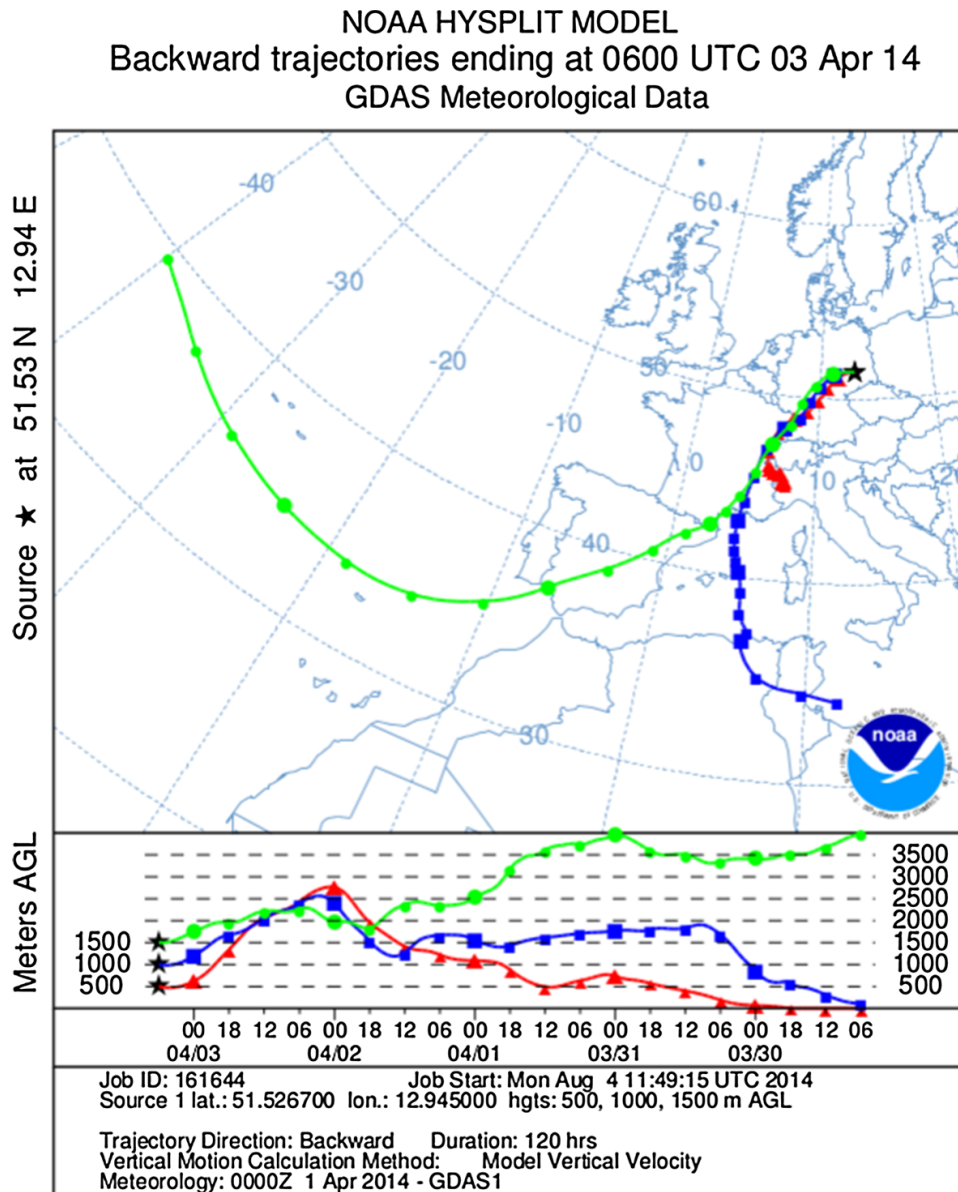 NOAA HYSPLIT MODEL
Backward trajectories ending at 0600 UTC 03 Apr 14
GDAS Meteorological Data
Source ★ at 51.53 N 12.94 E
-40
60
-30
-20
50
-10
10
10
40
30
noaa
Meters AGL
3500
3000
2500
2000
1500 1500
1000 1000
500 500
00 18 12 06 00 18 12 06 00 18 12 06 00 18 12 06 00 18 12 06
04/03 04/02 04/01 03/31 03/30
Job ID: 161644 Job Start: Mon Aug 4 11:49:15 UTC 2014
Source 1 lat.: 51.526700 lon.: 12.945000 hgts: 500, 1000, 1500 m AGL
Trajectory Direction: Backward Duration: 120 hrs
Vertical Motion Calculation Method: Model Vertical Velocity
Meteorology: 0000Z 1 Apr 2014 - GDAS1